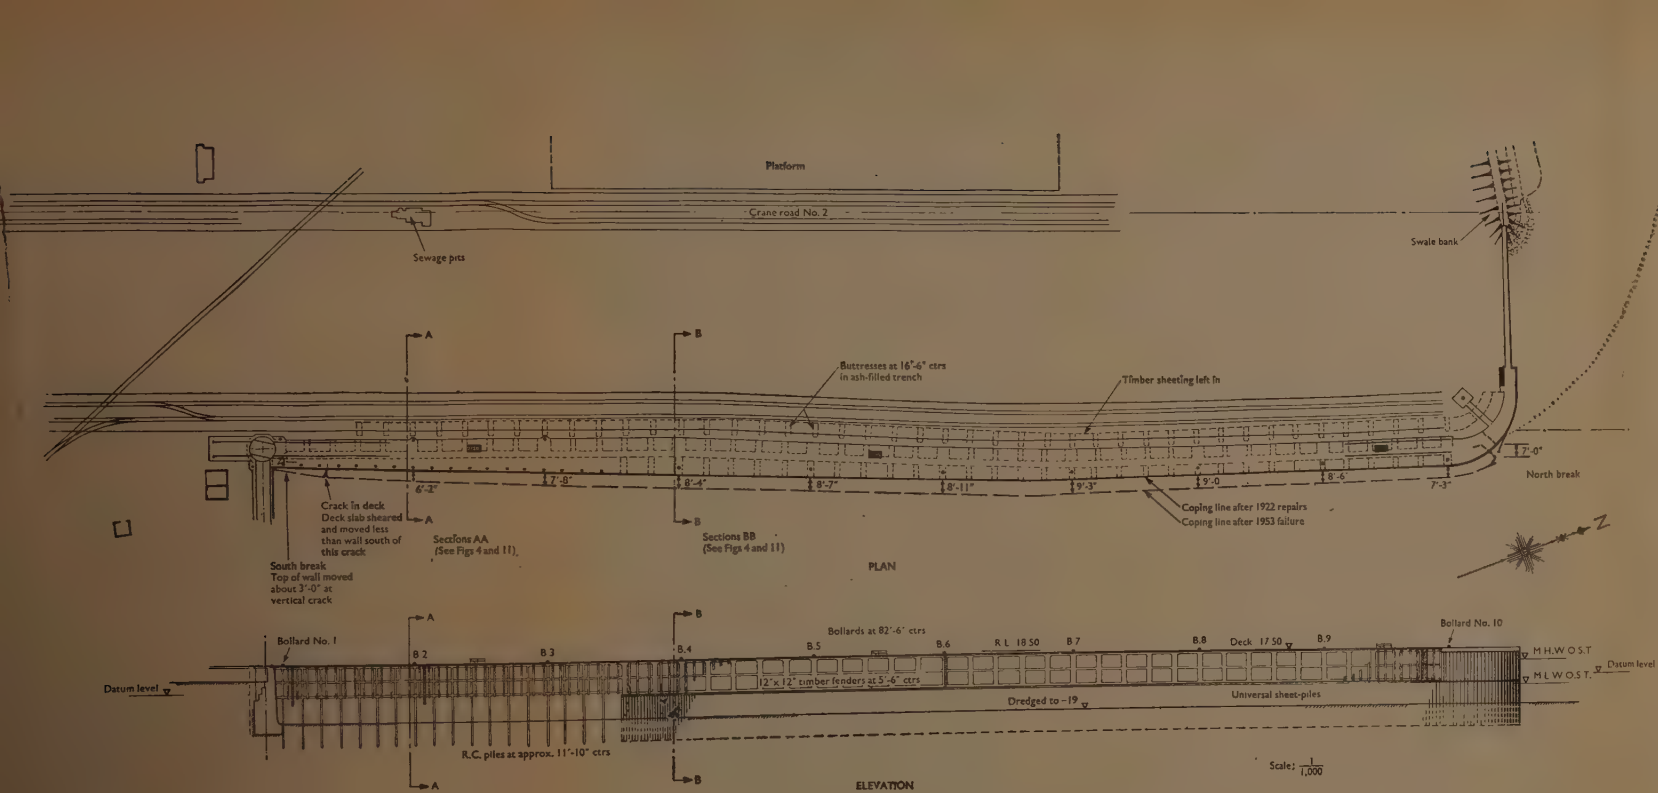 Platform
Crane road No. 2
Sewage pits
Swale bank
A
B
Buttresses at 16'-6" ctrs
in ash-filled trench
Timber sheeting left in
7'-0"
North break
6'-2"
7'-8"
8'-4"
8'-7"
8'-11"
9'-3"
9'-0
8'-6"
7'-3"
Coping line after 1922 repairs
Coping line after 1953 failure
Crack in deck
Deck slab sheared
and moved less
than wall south of
this crack
A
Sections AA
(See Figs 4 and 11)
B
Sections BB
(See Figs 4 and 11)
South break
Top of wall moved
about 3'-0" at
vertical crack
PLAN
N
A
B
Bollard No. 1
Bollards at 82'-6" ctrs
Bollard No. 10
B.2
B.3
B.4
B.5
B.6
R L 18 50
B.7
B.8
Deck 17 50
B.9
M H.W O S.T
Datum level
M L W O.S.T.
Datum level
12" x 12" timber fenders at 5'-6" ctrs
Dredged to -19
Universal sheet-piles
R.C. piles at approx. 11'-10" ctrs
A
B
Scale; 1/1,000
ELEVATION